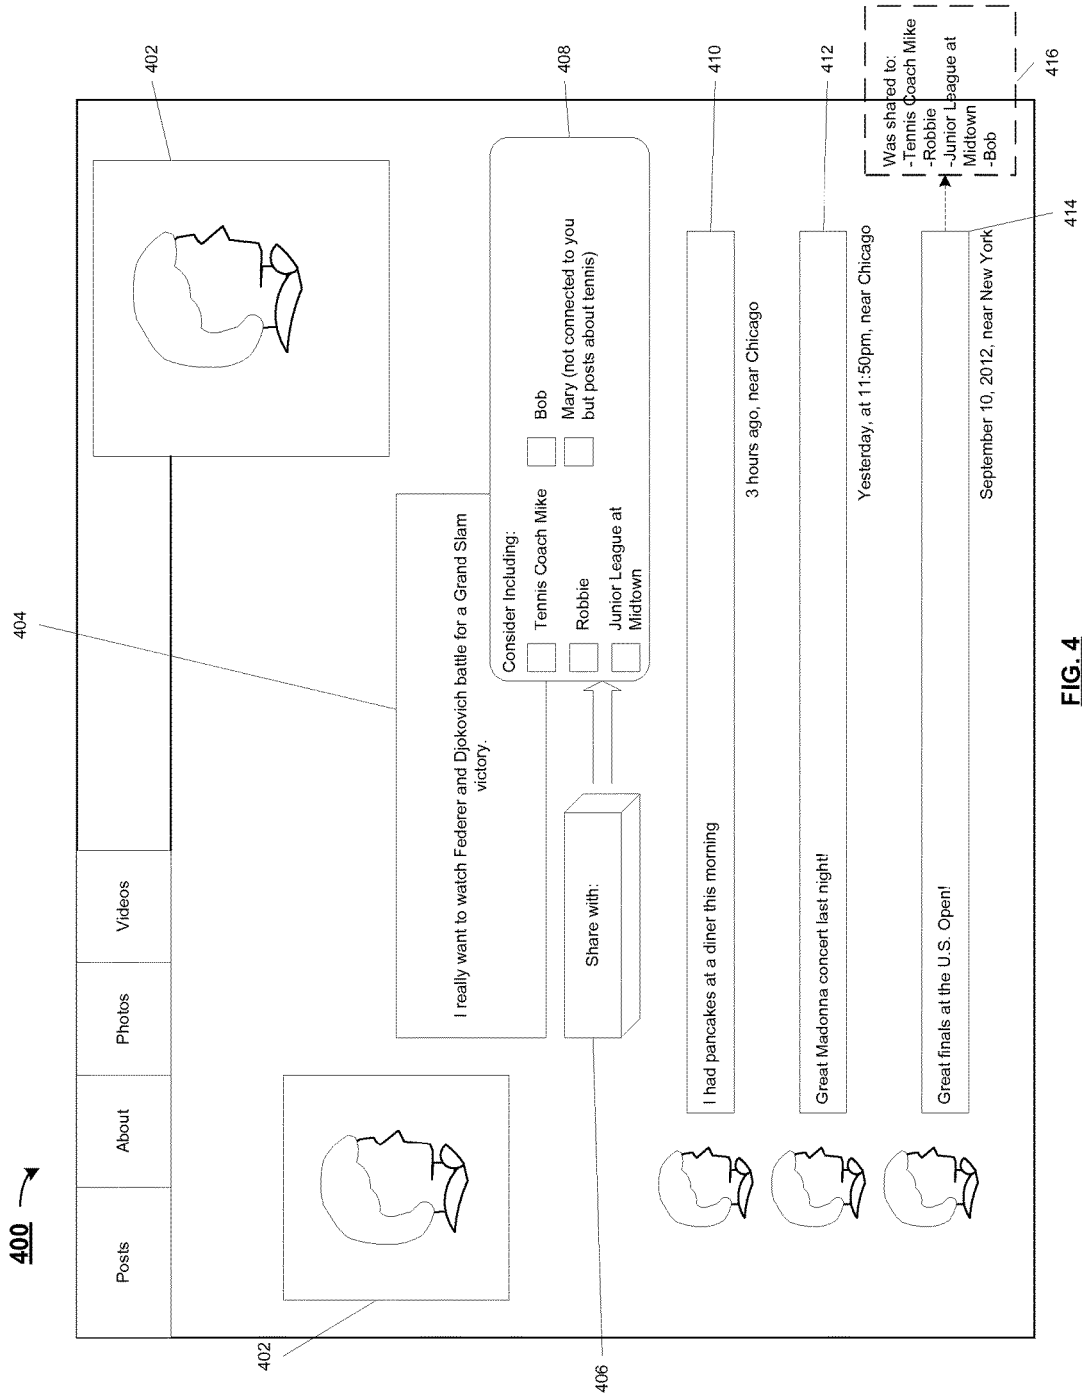 400
Posts
About
Photos
Videos
402
402
404
I really want to watch Federer and Djokovich battle for a Grand Slam
victory.
406
Share with:
408
Consider Including:
Tennis Coach Mike
Robbie
Junior League at
Midtown
Bob
Mary (not connected to you
but posts about tennis)
I had pancakes at a diner this morning
410
3 hours ago, near Chicago
Great Madonna concert last night!
412
Yesterday, at 11:50pm, near Chicago
Great finals at the U.S. Open!
414
September 10, 2012, near New York
Was shared to:
-Tennis Coach Mike
-Robbie
-Junior League at
Midtown
-Bob
416
FIG. 4